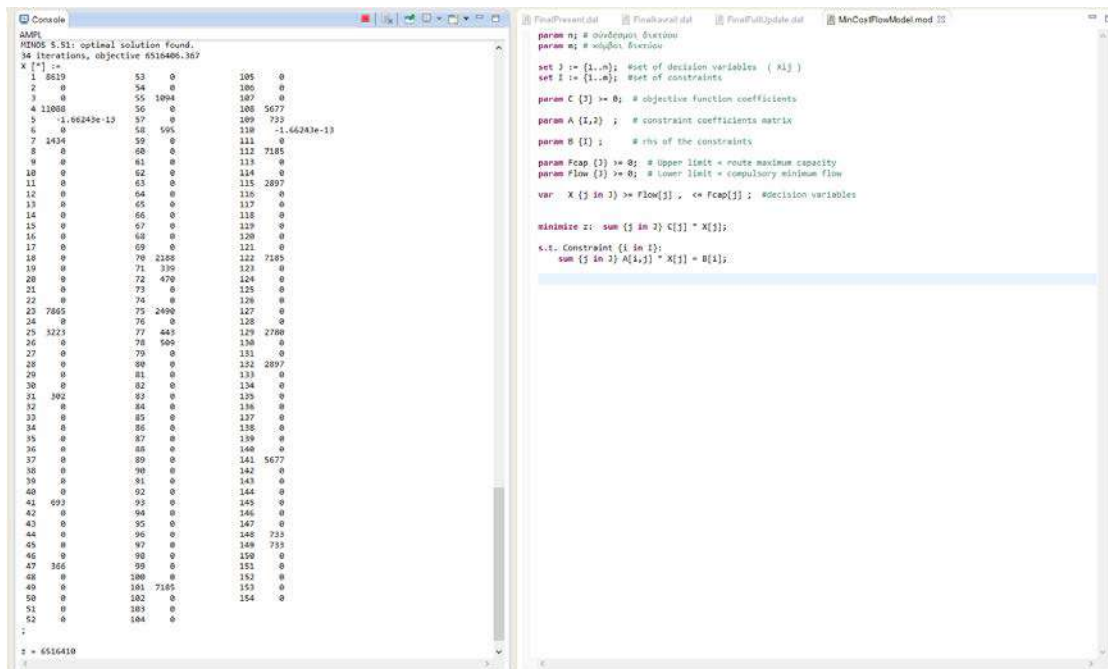 Console
AMPL
MINOS 5.51: optimal solution found.
34 iterations, objective 6516406.367
X [*] :=
1 8619 53 0 105 0
2 0 54 0 106 0
3 0 55 1094 107 0
4 11088 56 0 108 5677
5 -1.66243e-13 57 0 109 733
6 0 58 595 110 -1.66243e-13
7 1434 59 0 111 0
8 0 60 0 112 7185
9 0 61 0 113 0
10 0 62 0 114 0
11 0 63 0 115 2897
12 0 64 0 116 0
13 0 65 0 117 0
14 0 66 0 118 0
15 0 67 0 119 0
16 0 68 0 120 0
17 0 69 0 121 0
18 0 70 2188 122 7185
19 0 71 339 123 0
20 0 72 470 124 0
21 0 73 0 125 0
22 0 74 0 126 0
23 7865 75 2490 127 0
24 0 76 0 128 0
25 3223 77 443 129 2780
26 0 78 509 130 0
27 0 79 0 131 0
28 0 80 0 132 2897
29 0 81 0 133 0
30 0 82 0 134 0
31 302 83 0 135 0
32 0 84 0 136 0
33 0 85 0 137 0
34 0 86 0 138 0
35 0 87 0 139 0
36 0 88 0 140 0
37 0 89 0 141 5677
38 0 90 0 142 0
39 0 91 0 143 0
40 0 92 0 144 0
41 693 93 0 145 0
42 0 94 0 146 0
43 0 95 0 147 0
44 0 96 0 148 733
45 0 97 0 149 733
46 0 98 0 150 0
47 366 99 0 151 0
48 0 100 0 152 0
49 0 101 7185 153 0
50 0 102 0 154 0
51 0 103 0
52 0 104 0
;
z = 6516410
FinalPresent.dat FinalFullUpdate.dat MinCostFlowModel.mod
param n; # σύνδεσμοι δικτύου
param m; # κόμβοι δικτύου
set J := {1..n}; #set of decision variables ( Xij )
set I := {1..m}; #set of constraints
param C {J} >= 0; # objective function coefficients
param A {I,J} ; # constraint coefficients matrix
param B {I} ; # rhs of the constraints
param Fcap {J} >= 0; # Upper limit = route maximum capacity
param Flow {J} >= 0; # Lower limit = compulsory minimum flow
var X {j in J} >= Flow[j] , <= Fcap[j] ; #decision variables
minimize z: sum {j in J} C[j] * X[j];
s.t. Constraint {i in I}:
sum {j in J} A[i,j] * X[j] = B[i];